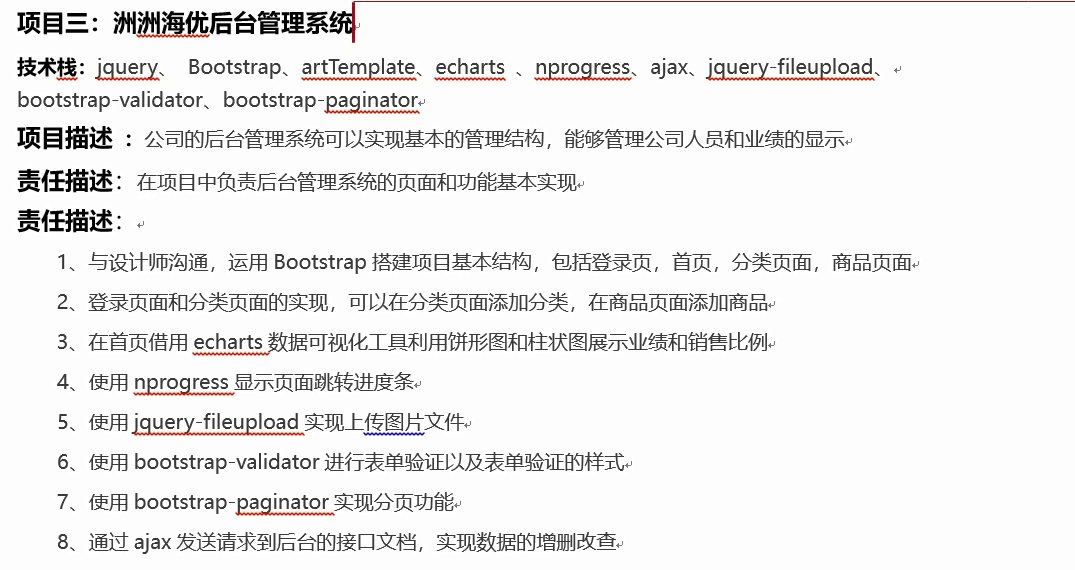 项目三：洲洲海优后台管理系统
技术栈：jquery、 Bootstrap、artTemplate、echarts 、nprogress、ajax、jquery-fileupload、
bootstrap-validator、bootstrap-paginator
项目描述 ：公司的后台管理系统可以实现基本的管理结构，能够管理公司人员和业绩的显示
责任描述：在项目中负责后台管理系统的页面和功能基本实现
责任描述：
1、与设计师沟通，运用 Bootstrap 搭建项目基本结构，包括登录页，首页，分类页面，商品页面
2、登录页面和分类页面的实现，可以在分类页面添加分类，在商品页面添加商品
3、在首页借用 echarts 数据可视化工具利用饼形图和柱状图展示业绩和销售比例
4、使用 nprogress 显示页面跳转进度条
5、使用 jquery-fileupload 实现上传图片文件
6、使用 bootstrap-validator 进行表单验证以及表单验证的样式
7、使用 bootstrap-paginator 实现分页功能
8、通过 ajax 发送请求到后台的接口文档，实现数据的增删改查